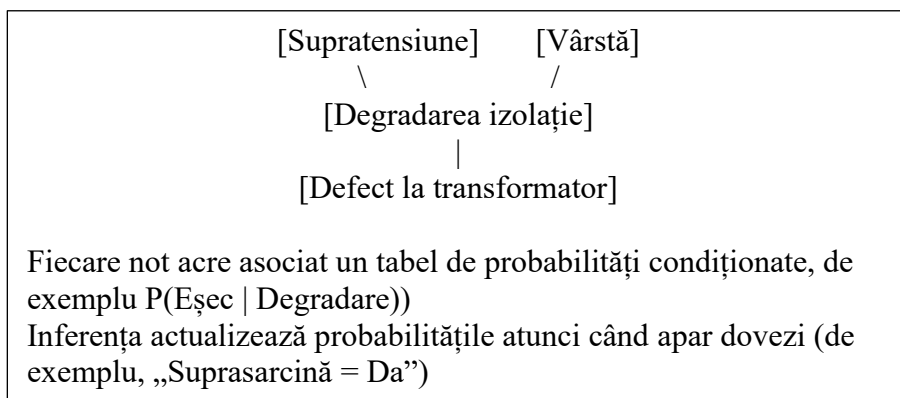 [Supratensiune] [Vârstă]
\ /
[Degradarea izolație]
|
[Defect la transformator]
Fiecare not acre asociat un tabel de probabilități condiționate, de
exemplu P(Eșec | Degradare))
Inferența actualizează probabilitățile atunci când apar dovezi (de
exemplu, „Suprasarcină = Da”)